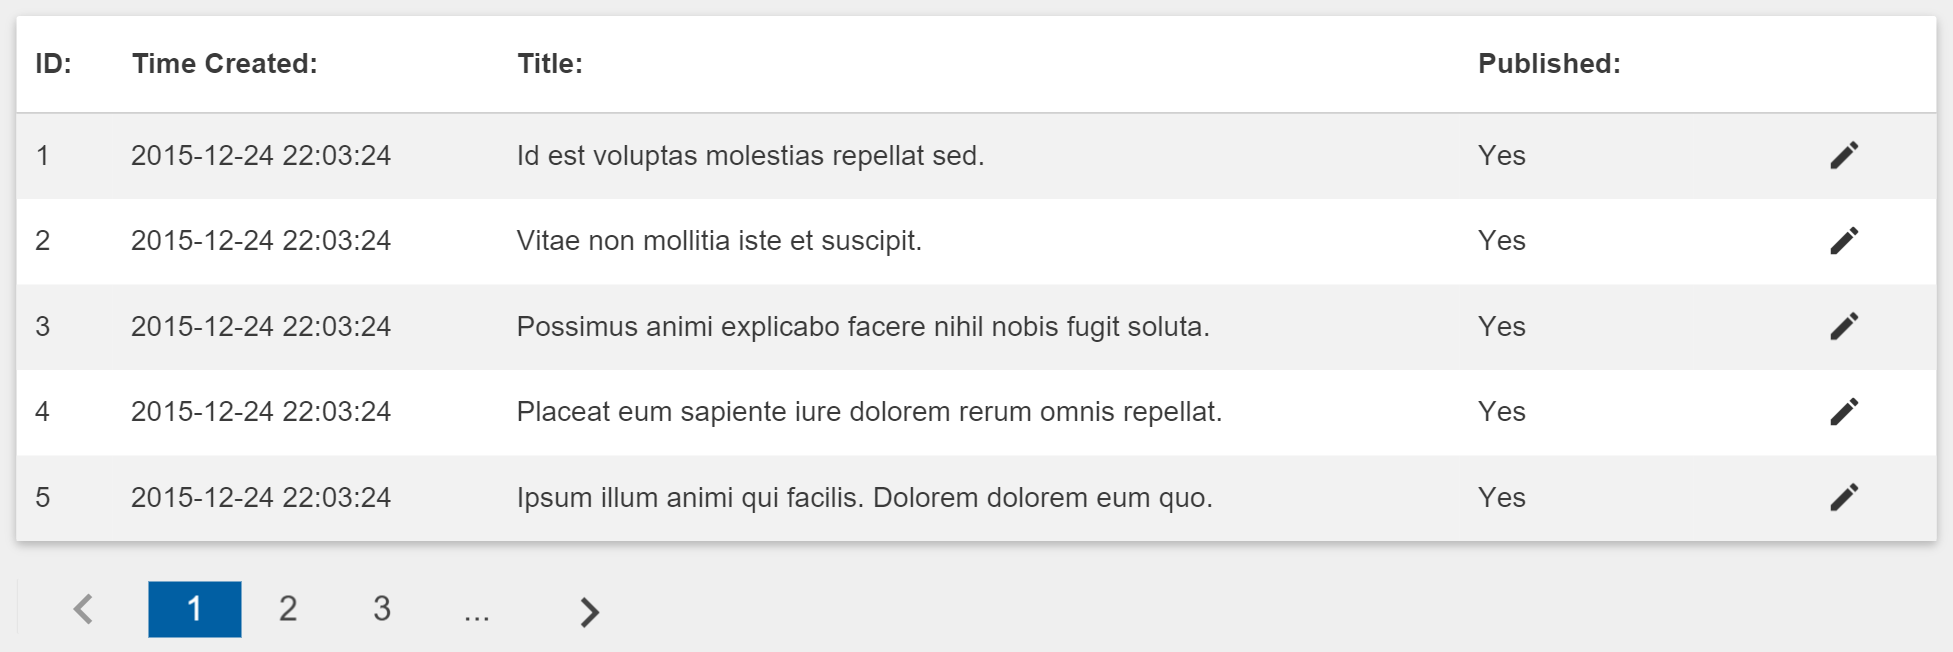 ID: Time Created: Title: Published:
1 2015-12-24 22:03:24 Id est voluptas molestias repellat sed. Yes
2 2015-12-24 22:03:24 Vitae non mollitia iste et suscipit. Yes
3 2015-12-24 22:03:24 Possimus animi explicabo facere nihil nobis fugit soluta. Yes
4 2015-12-24 22:03:24 Placeat eum sapiente iure dolorem rerum omnis repellat. Yes
5 2015-12-24 22:03:24 Ipsum illum animi qui facilis. Dolorem dolorem eum quo. Yes
1 2 3 ...